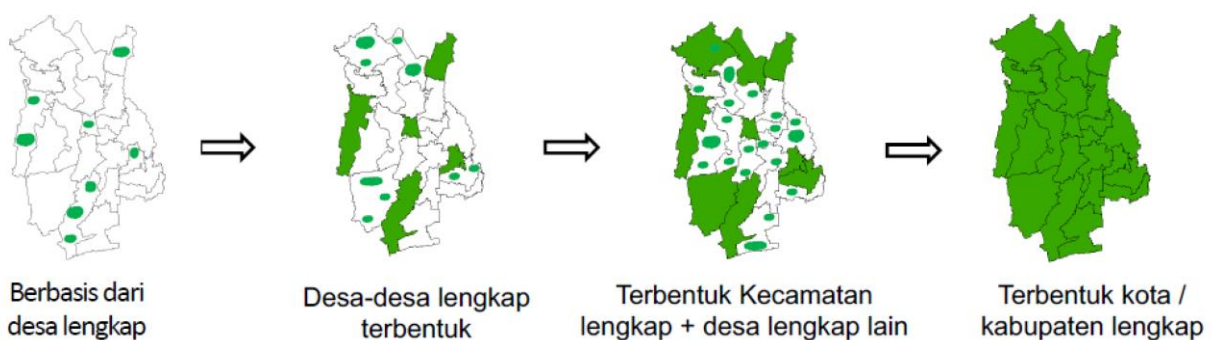 Berbasis dari
desa lengkap
Desa-desa lengkap
terbentuk
Terbentuk Kecamatan
lengkap + desa lengkap lain
Terbentuk kota /
kabupaten lengkap